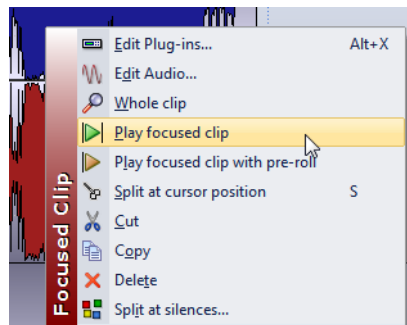 Edit Plug-ins... Alt+X
Edit Audio...
Whole clip
Play focused clip
Play focused clip with pre-roll
Split at cursor position S
Cut
Copy
Delete
Split at silences...
Focused Clip